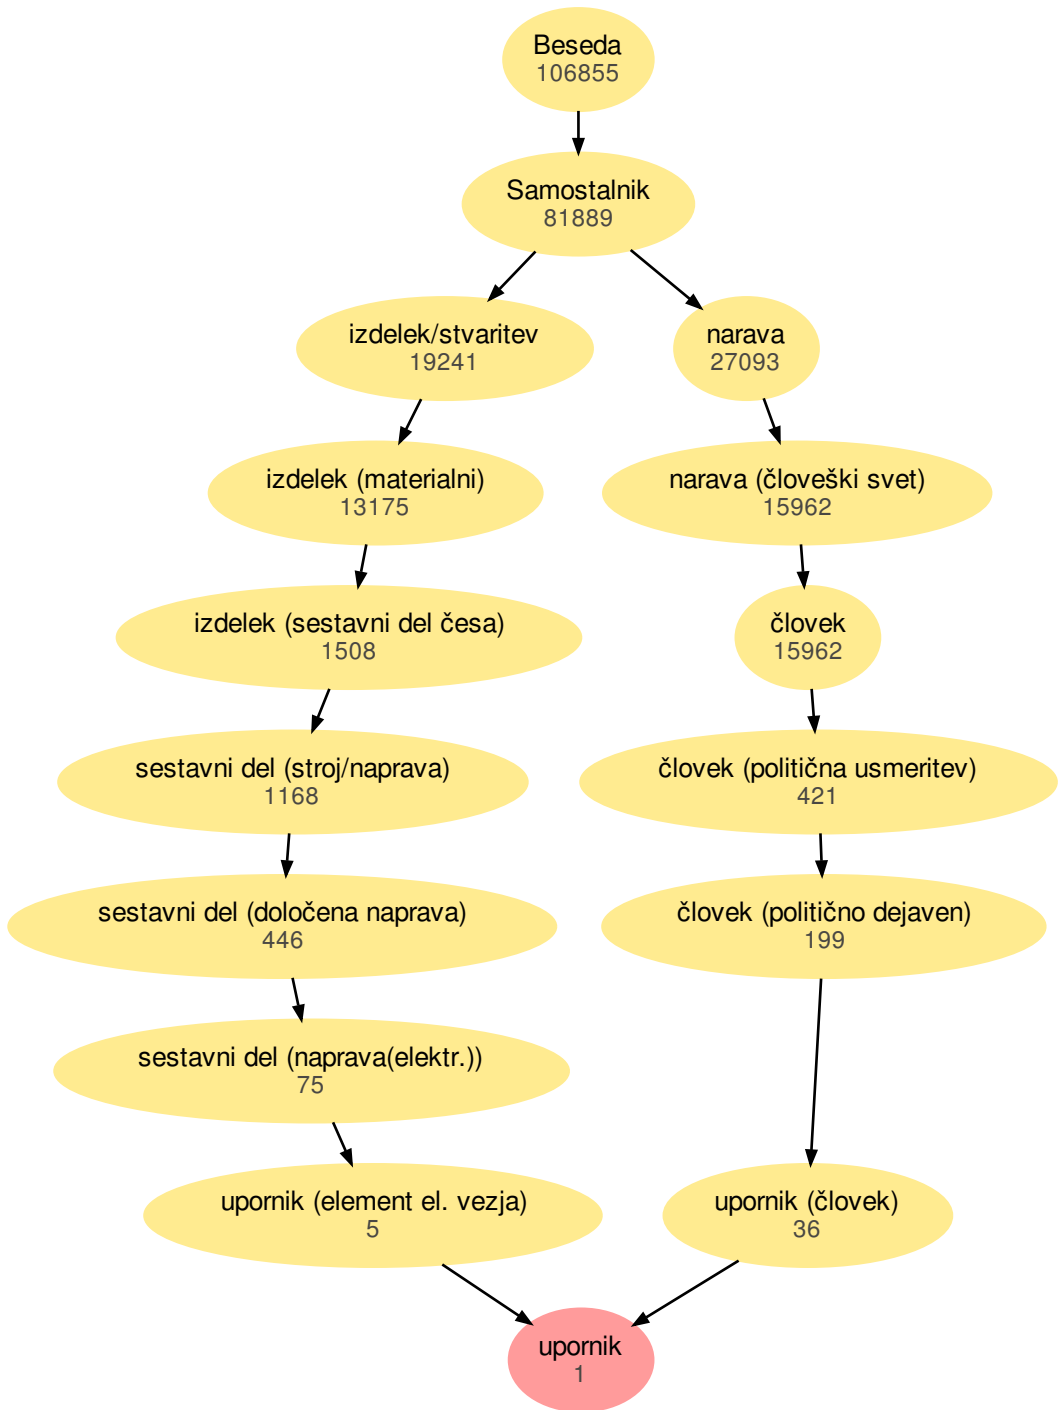 Beseda
106855
Samostalnik
81889
izdelek/stvaritev
19241
narava
27093
izdelek (materialni)
13175
narava (človeški svet)
15962
izdelek (sestavni del česa)
1508
človek
15962
sestavni del (stroj/naprava)
1168
človek (politična usmeritev)
421
sestavni del (določena naprava)
446
človek (politično dejaven)
199
sestavni del (naprava(elektr.))
75
upornik (element el. vezja)
5
upornik (človek)
36
upornik
1